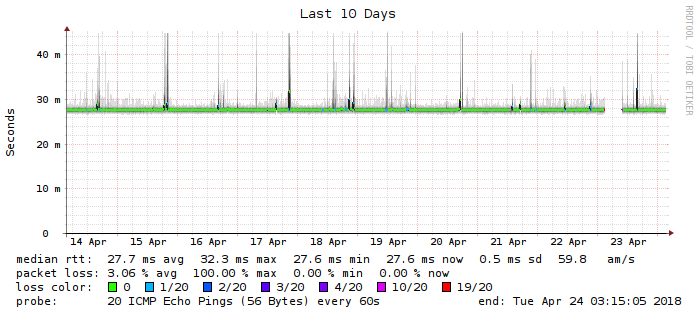 Last 10 Days
RRDTOOL / TOBI OETIKER
Seconds
40 m
30 m
20 m
10 m
0
14 Apr 15 Apr 16 Apr 17 Apr 18 Apr 19 Apr 20 Apr 21 Apr 22 Apr 23 Apr
median rtt: 27.7 ms avg 32.3 ms max 27.6 ms min 27.6 ms now 0.5 ms sd 59.8 am/s
packet loss: 3.06 % avg 100.00 % max 0.00 % min 0.00 % now
loss color: 0 1/20 2/20 3/20 4/20 10/20 19/20
probe: 20 ICMP Echo Pings (56 Bytes) every 60s end: Tue Apr 24 03:15:05 2018